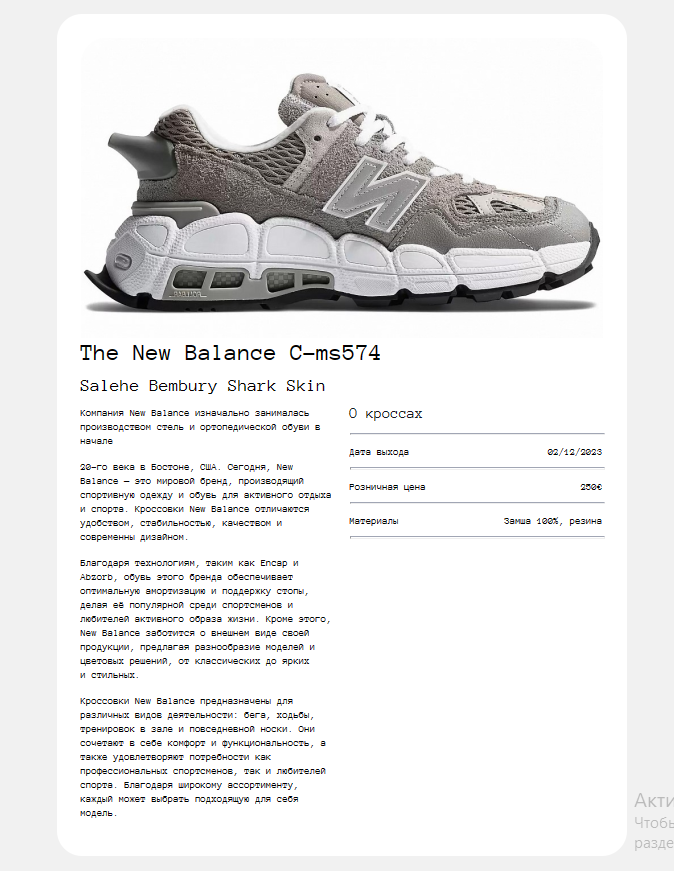 The New Balance C-ms574
Salehe Bembury Shark Skin
Компания New Balance изначально занималась
производством стель и ортопедической обуви в
начале
20-го века в Бостоне, США. Сегодня, New
Balance — это мировой бренд, производящий
спортивную одежду и обувь для активного отдыха
и спорта. Кроссовки New Balance отличаются
удобством, стабильностью, качеством и
современны дизайном.
Благодаря технологиям, таким как Encap и
Abzorb, обувь этого бренда обеспечивает
оптимальную амортизацию и поддержку стопы,
делая её популярной среди спортсменов и
любителей активного образа жизни. Кроме этого,
New Balance заботится о внешнем виде своей
продукции, предлагая разнообразие моделей и
цветовых решений, от классических до ярких
и стильных.
Кроссовки New Balance предназначены для
различных видов деятельности: бега, ходьбы,
тренировок в зале и повседневной носки. Они
сочетают в себе комфорт и функциональность, а
также удовлетворяют потребности как
профессиональных спортсменов, так и любителей
спорта. Благодаря широкому ассортименту,
каждый может выбрать подходящую для себя
модель.
О кроссах
Дата выхода 02/12/2023
Розничная цена 250€
Материалы Замша 100%, резина
Акти
Чтобы
разде